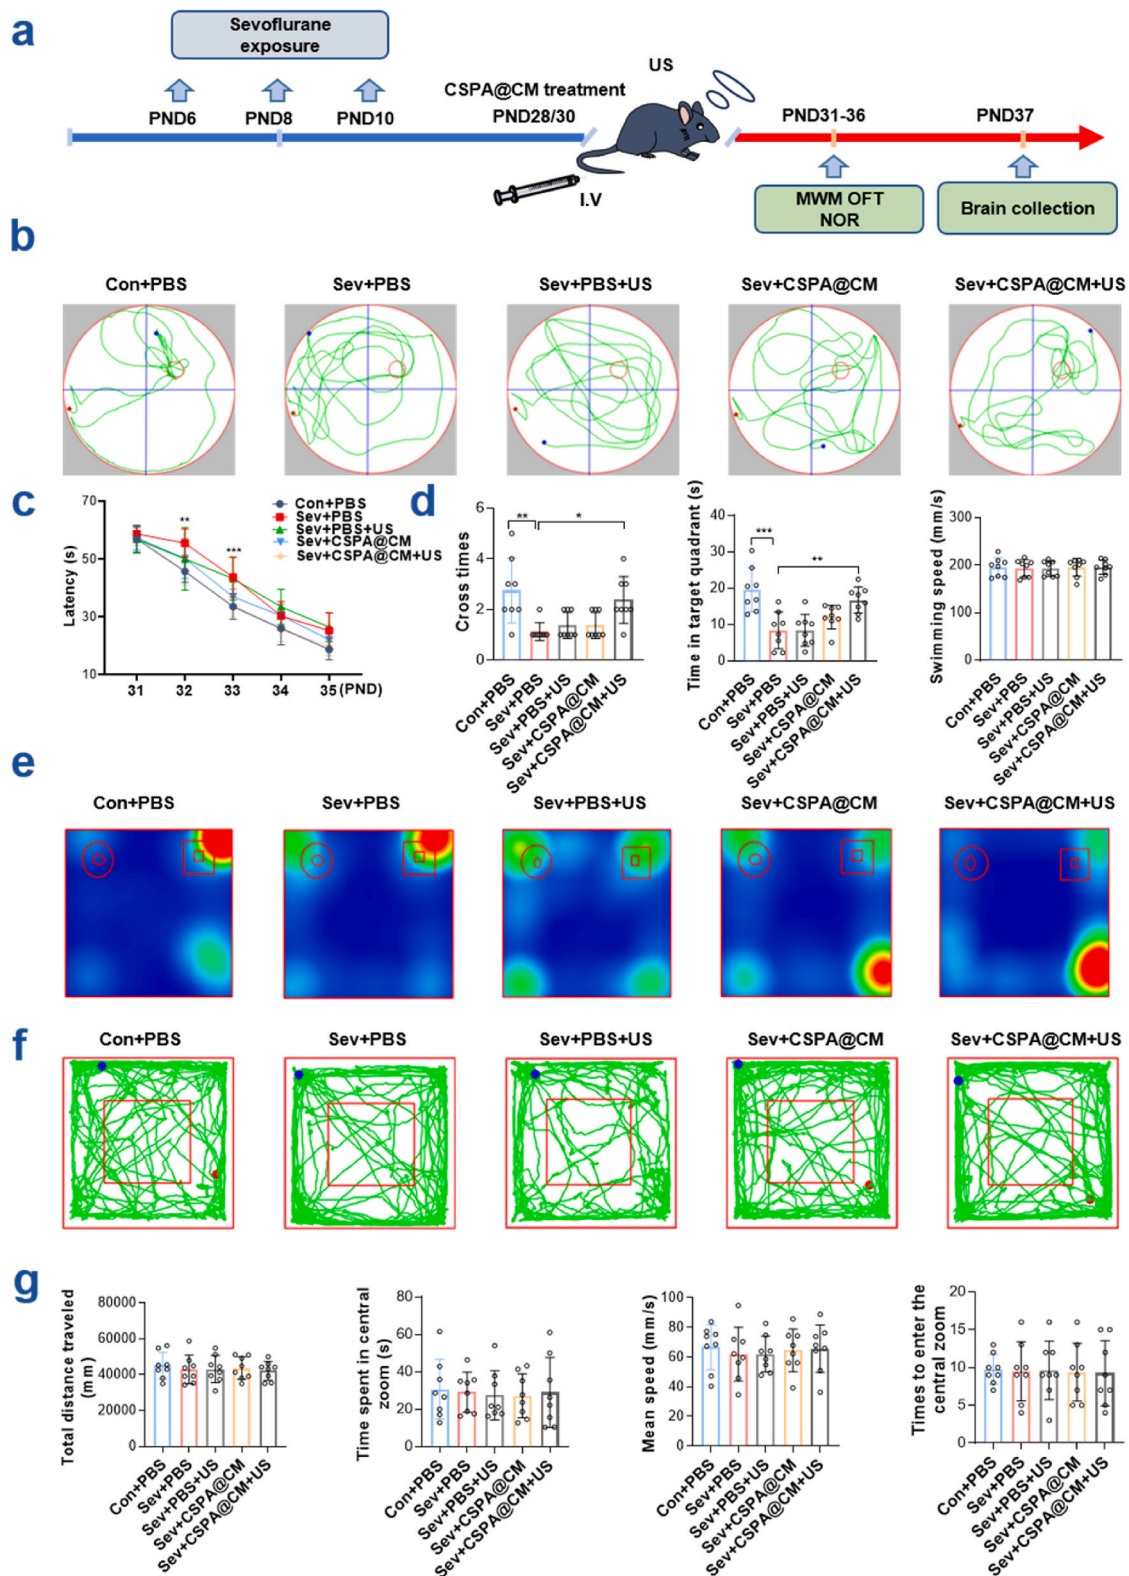 a
Sevoflurane
exposure
PND6
PND8
PND10
CSPA@CM treatment
PND28/30
US
I.V
PND31-36
PND37
MWM OFT
NOR
Brain collection
b
Con+PBS
Sev+PBS
Sev+PBS+US
Sev+CSPA@CM
Sev+CSPA@CM+US
c
Latency (s)
70
50
30
10
**
***
31
32
33
34
35
(PND)
Con+PBS
Sev+PBS
Sev+PBS+US
Sev+CSPA@CM
Sev+CSPA@CM+US
d
Cross times
6
4
2
0
**
*
Con+PBS
Sev+PBS
Sev+PBS+US
Sev+CSPA@CM
Sev+CSPA@CM+US
Time in target quadrant (s)
40
30
20
10
0
***
**
Con+PBS
Sev+PBS
Sev+PBS+US
Sev+CSPA@CM
Sev+CSPA@CM+US
Swimming speed (mm/s)
300
200
100
0
Con+PBS
Sev+PBS
Sev+PBS+US
Sev+CSPA@CM
Sev+CSPA@CM+US
e
Con+PBS
Sev+PBS
Sev+PBS+US
Sev+CSPA@CM
Sev+CSPA@CM+US
f
Con+PBS
Sev+PBS
Sev+PBS+US
Sev+CSPA@CM
Sev+CSPA@CM+US
g
Total distance traveled
(mm)
80000
60000
40000
20000
0
Con+PBS
Sev+PBS
Sev+PBS+US
Sev+CSPA@CM
Sev+CSPA@CM+US
Time spent in central
zoom (s)
80
60
40
20
0
Con+PBS
Sev+PBS
Sev+PBS+US
Sev+CSPA@CM
Sev+CSPA@CM+US
Mean speed (mm/s)
100
80
60
40
20
0
Con+PBS
Sev+PBS
Sev+PBS+US
Sev+CSPA@CM
Sev+CSPA@CM+US
Times to enter the
central zoom
20
15
10
5
0
Con+PBS
Sev+PBS
Sev+PBS+US
Sev+CSPA@CM
Sev+CSPA@CM+US